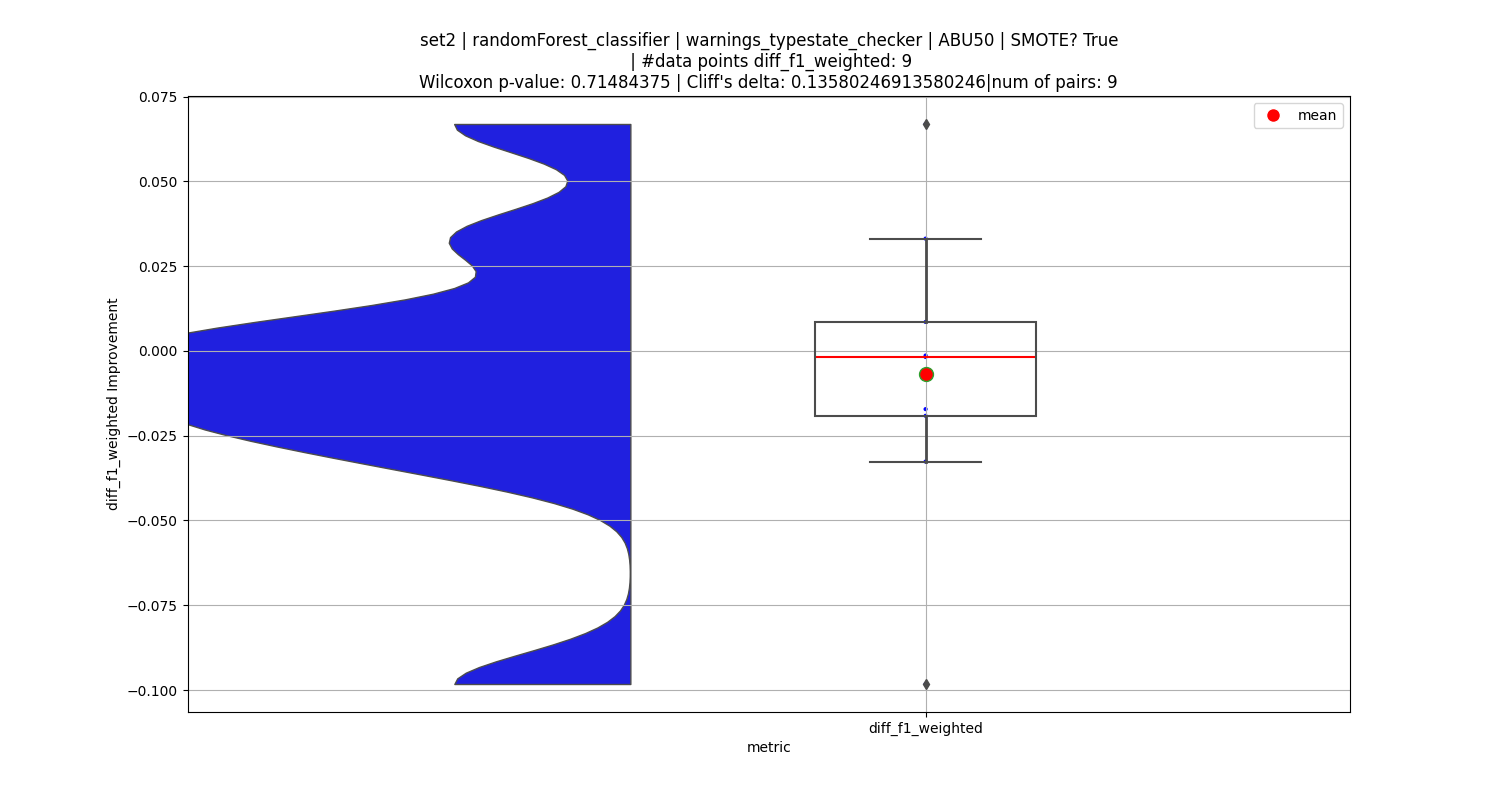 set2 | randomForest_classifier | warnings_typestate_checker | ABU50 | SMOTE? True
| #data points diff_f1_weighted: 9
Wilcoxon p-value: 0.71484375 | Cliff's delta: 0.13580246913580246|num of pairs: 9
mean
0.075
0.050
0.025
0.000
−0.025
−0.050
−0.075
−0.100
diff_f1_weighted Improvement
diff_f1_weighted
metric